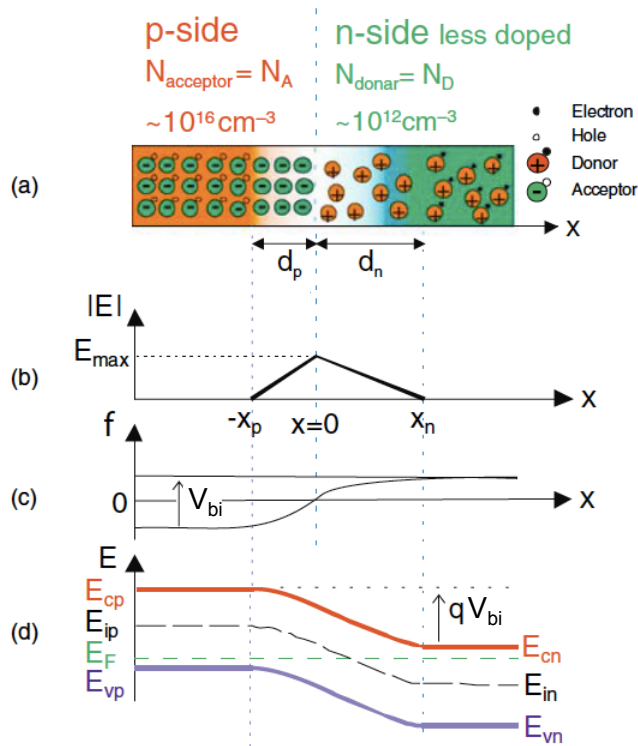 p-side
N_acceptor = N_A
~10^16 cm^−3
n-side less doped
N_donar = N_D
~10^12 cm^−3
Electron
Hole
Donor
Acceptor
(a)
x
d_p
d_n
|E|
E_max
(b)
-x_p
x=0
x_n
x
f
(c)
0
V_bi
x
E
E_cp
E_ip
E_F
E_vp
(d)
qV_bi
E_cn
E_in
E_vn